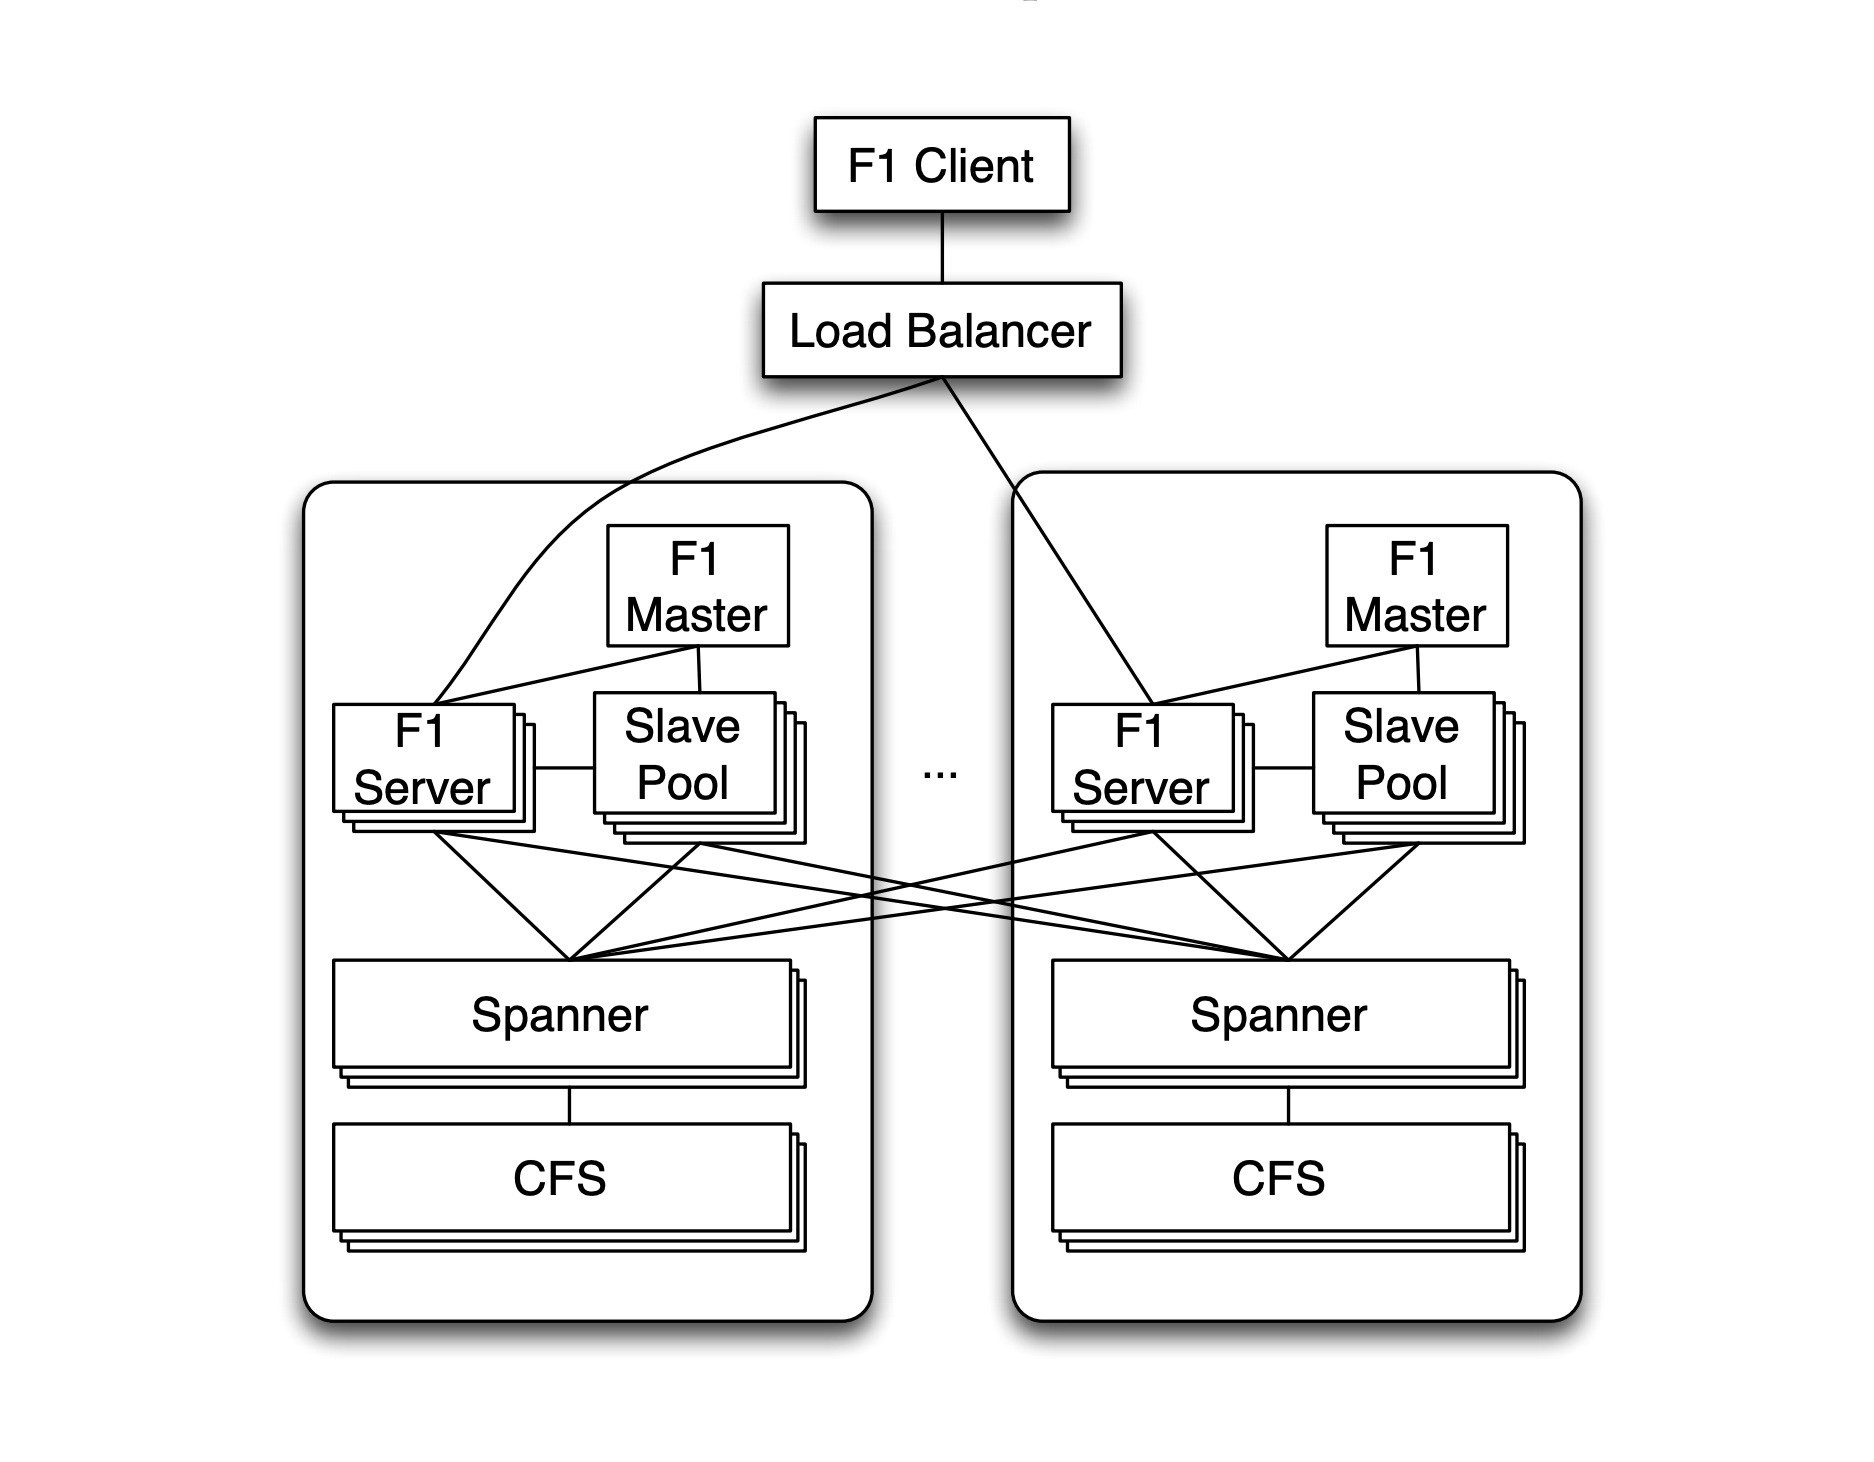 F1 Client
Load Balancer
F1
Master
F1
Server
Slave
Pool
Spanner
CFS
...
F1
Master
F1
Server
Slave
Pool
Spanner
CFS